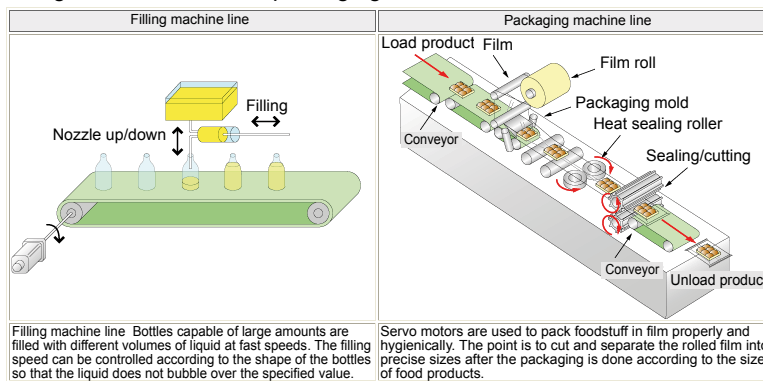 Filling machine line
Packaging machine line
Filling
Nozzle up/down
Load product
Film
Film roll
Packaging mold
Heat sealing roller
Sealing/cutting
Conveyor
Conveyor
Unload produc
Filling machine line  Bottles capable of large amounts are
filled with different volumes of liquid at fast speeds. The filling
speed can be controlled according to the shape of the bottles
so that the liquid does not bubble over the specified value.
Servo motors are used to pack foodstuff in film properly and
hygienically. The point is to cut and separate the rolled film into
precise sizes after the packaging is done according to the size
of food products.